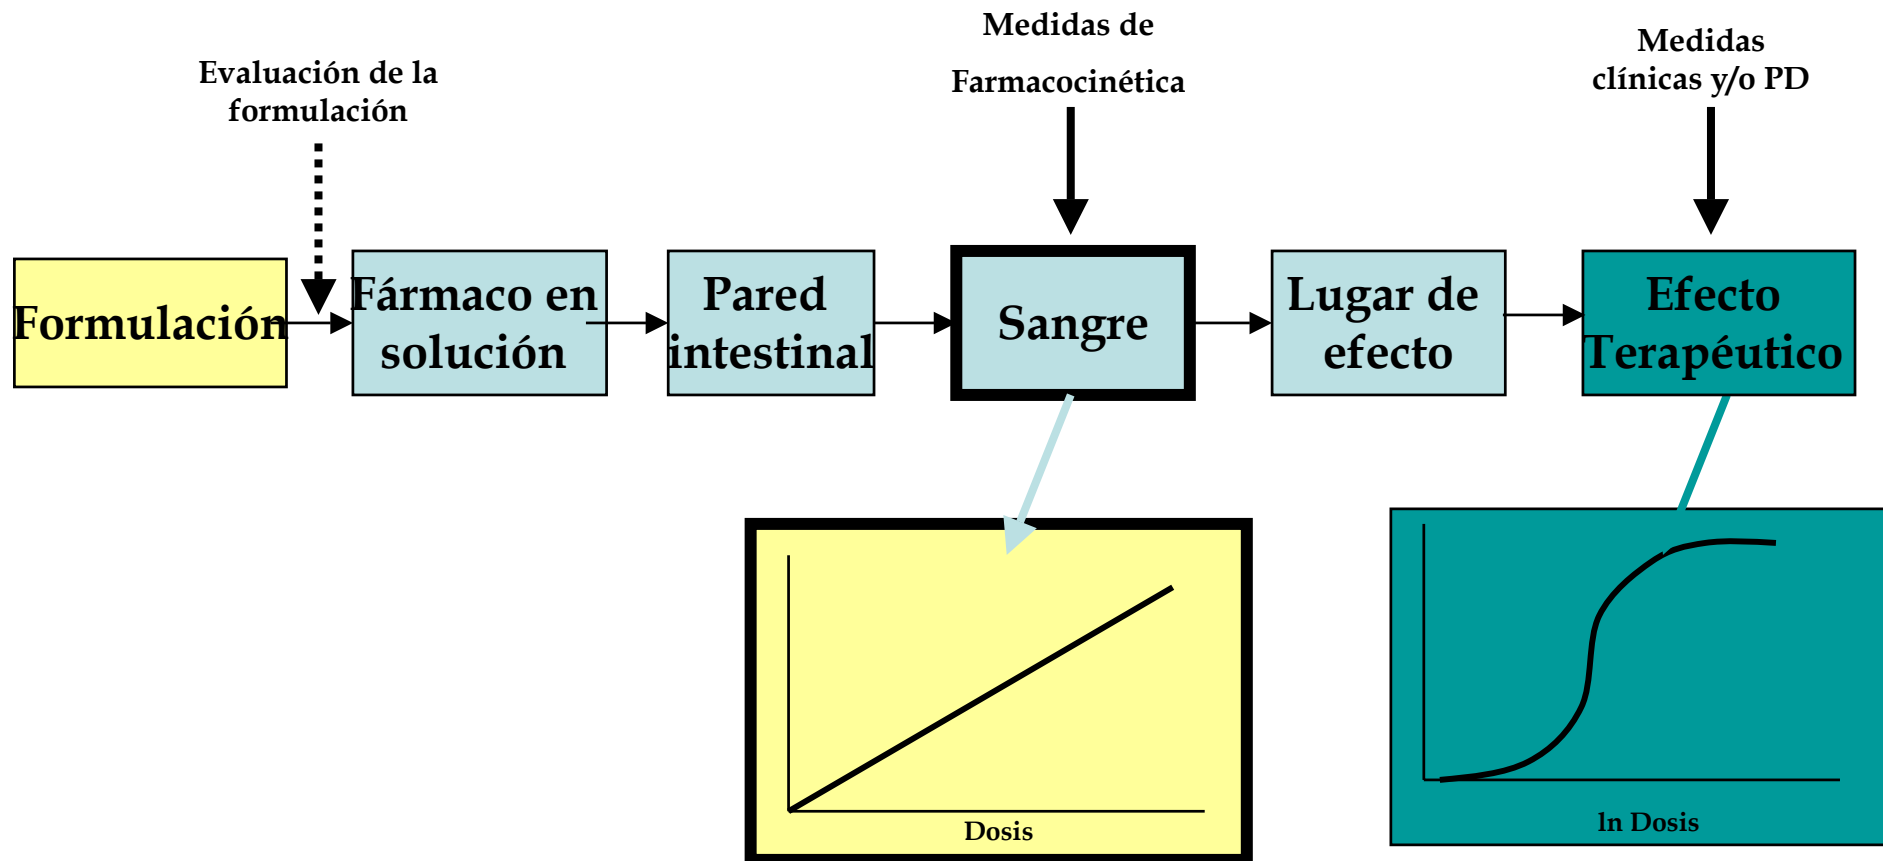 Medidas de
Farmacocinética
Medidas
clínicas y/o PD
Evaluación de la
formulación
Formulación
Fármaco en
solución
Pared
intestinal
Sangre
Lugar de
efecto
Efecto
Terapéutico
Dosis
ln Dosis